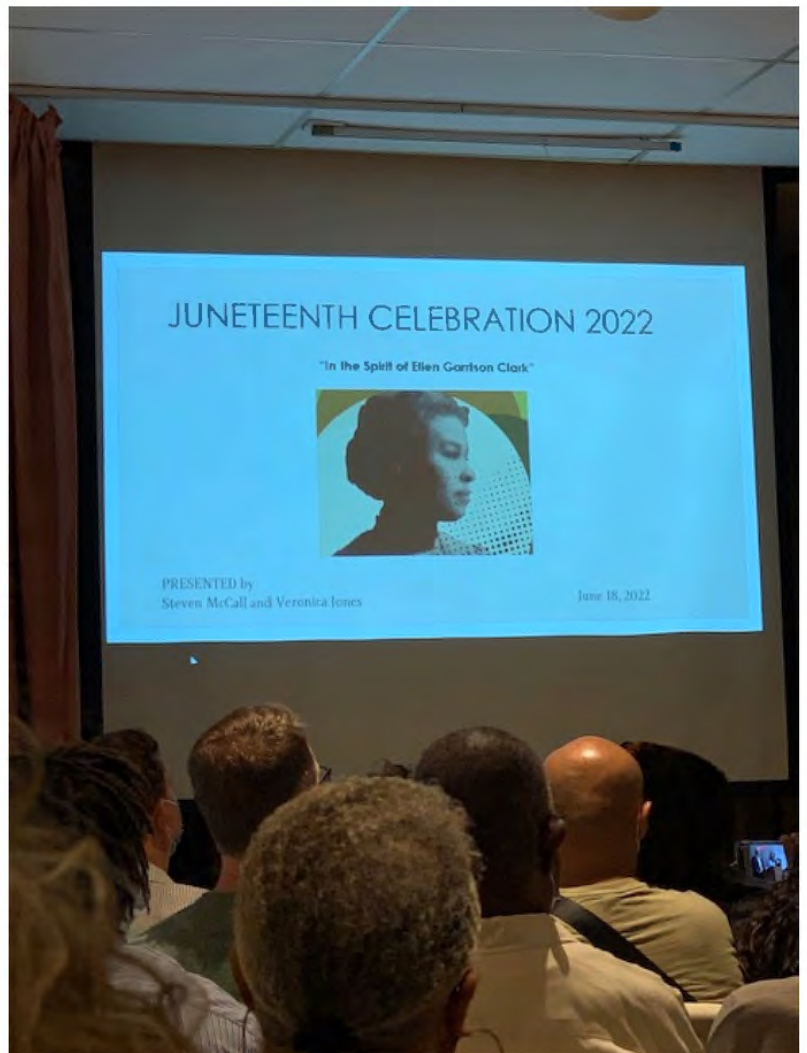 JUNETEENTH CELEBRATION 2022
"In the Spirit of Ellen Garrison Clark"
PRESENTED by
Steven McCall and Veronica Jones
June 18, 2022